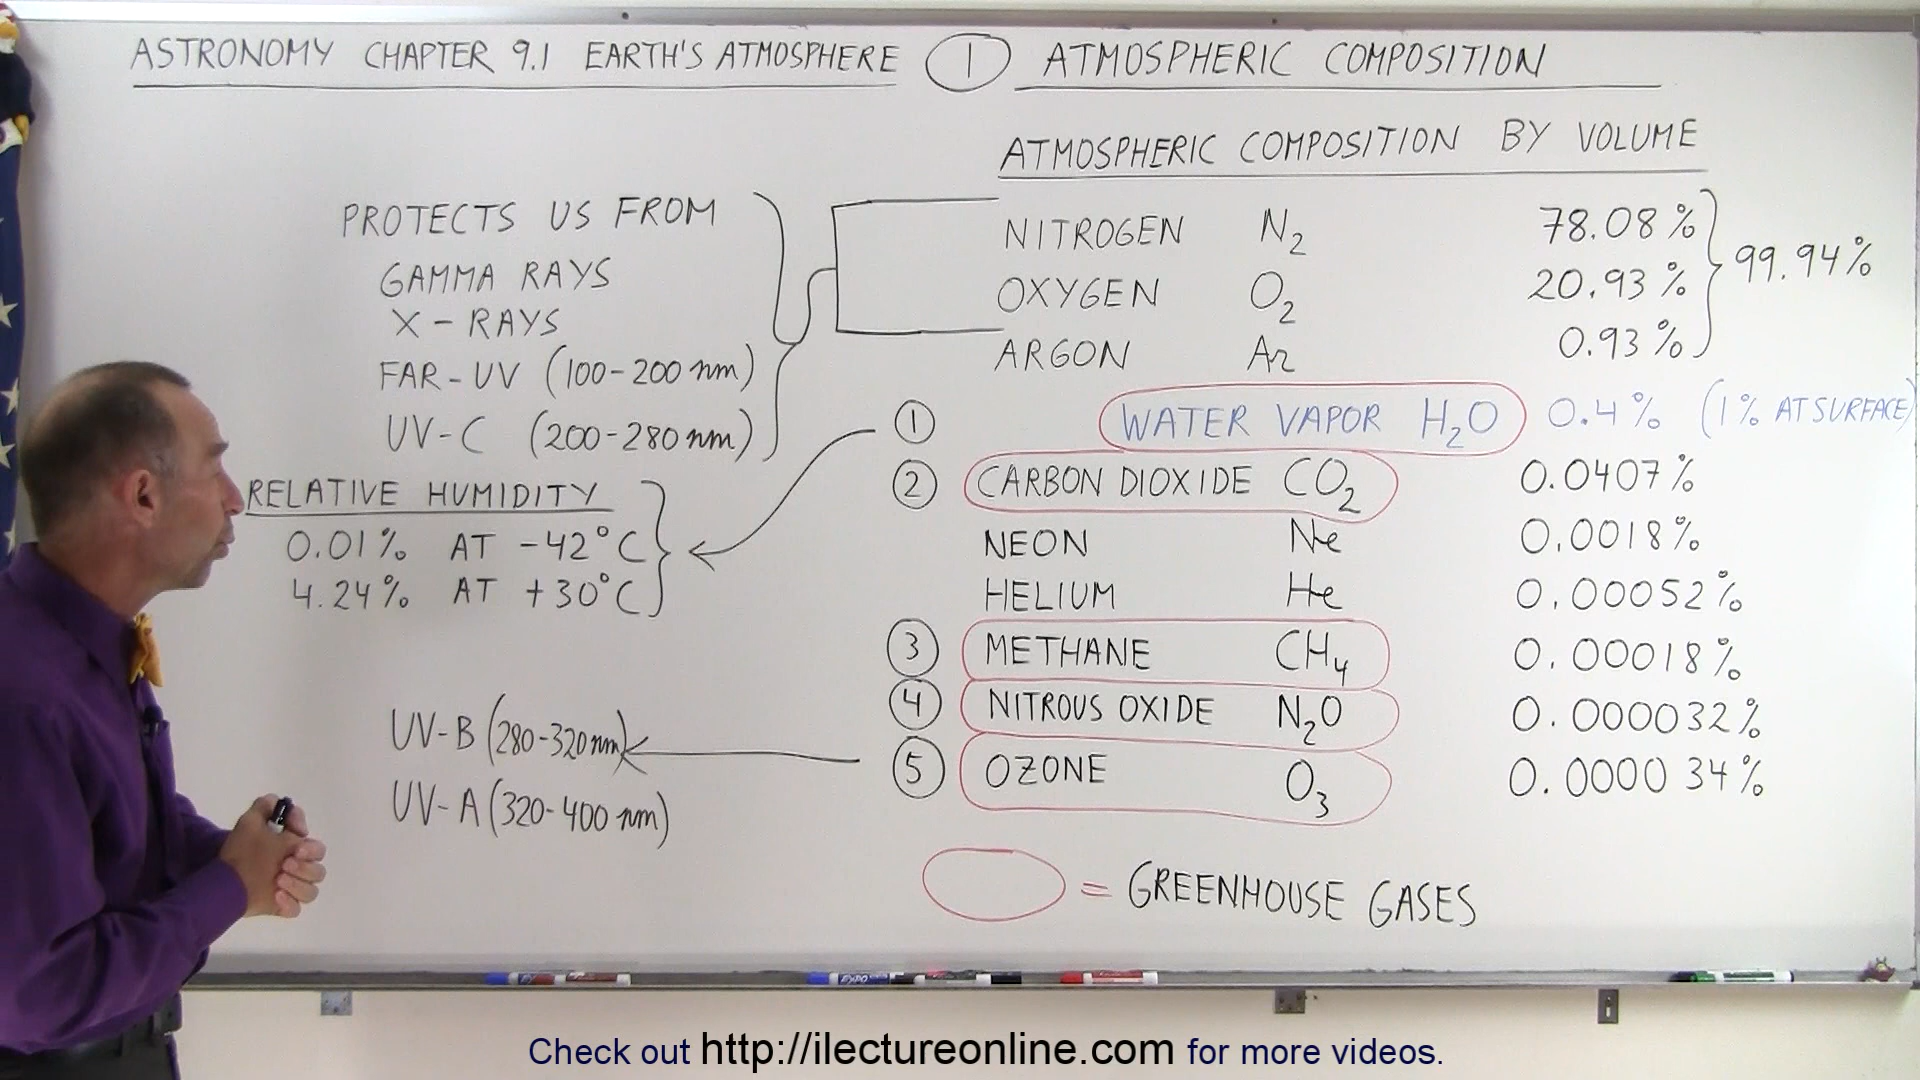 ASTRONOMY CHAPTER 9.1 EARTH'S ATMOSPHERE 1 ATMOSPHERIC COMPOSITION
ATMOSPHERIC COMPOSITION BY VOLUME
PROTECTS US FROM
GAMMA RAYS
X-RAYS
FAR-UV (100-200 nm)
UV-C (200-280 nm)
RELATIVE HUMIDITY
0.01% AT -42°C
4.24% AT +30°C
UV-B (280-320 nm)
UV-A (320-400 nm)
NITROGEN N2 78.08%
OXYGEN O2 20.93%
ARGON Ar 0.93%
99.94%
1 WATER VAPOR H2O 0.4% (1% AT SURFACE)
2 CARBON DIOXIDE CO2 0.0407%
NEON Ne 0.0018%
HELIUM He 0.00052%
3 METHANE CH4 0.00018%
4 NITROUS OXIDE N2O 0.000032%
5 OZONE O3 0.000034%
= GREENHOUSE GASES
EXPO
Check out http://ilectureonline.com for more videos.